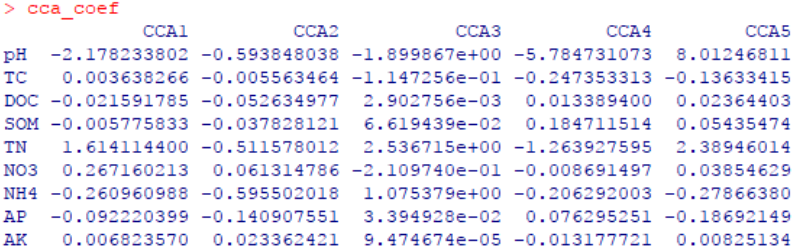 > cca_coef
CCA1 CCA2 CCA3 CCA4 CCA5
pH -2.178233802 -0.593848038 -1.899867e+00 -5.784731073 8.01246811
TC 0.003638266 -0.005563464 -1.147256e-01 -0.247353313 -0.13633415
DOC -0.021591785 -0.052634977 2.902756e-03 0.013389400 0.02364403
SOM -0.005775833 -0.037828121 6.619439e-02 0.184711514 0.05435474
TN 1.614114400 -0.511578012 2.536715e+00 -1.263927595 2.38946014
NO3 0.267160213 0.061314786 -2.109740e-01 -0.008691497 0.03854629
NH4 -0.260960988 -0.595502018 1.075379e+00 -0.206292003 -0.27866380
AP -0.092220399 -0.140907551 3.394928e-02 0.076295251 -0.18692149
AK 0.006823570 0.023362421 9.474674e-05 -0.013177721 0.00825134